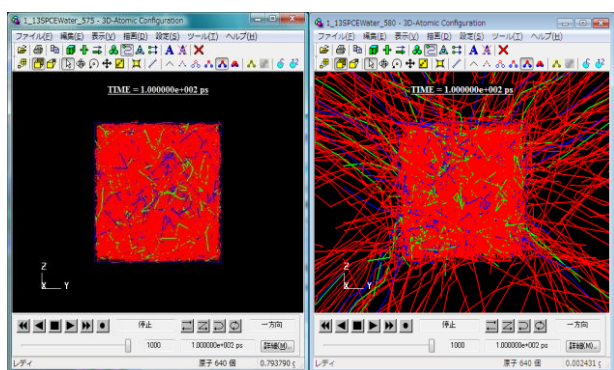 1_13SPCEWater_575 - 3D-Atomic Configuration
ファイル(F) 編集(E) 表示(V) 描画(D) 設定(S) ツール(T) ヘルプ(H)
TIME = 1.000000e+002 ps
Z
X Y
停止
一方向
1000
1.000000e+002 ps
詳細(M)...
レディ
原子 640 個
0.793790 g
1_13SPCEWater_580 - 3D-Atomic Configuration
ファイル(F) 編集(E) 表示(V) 描画(D) 設定(S) ツール(T) ヘルプ(H)
TIME = 1.000000e+002 ps
Z
X Y
停止
一方向
1000
1.000000e+002 ps
詳細(M)...
レディ
原子 640 個
0.002431 g